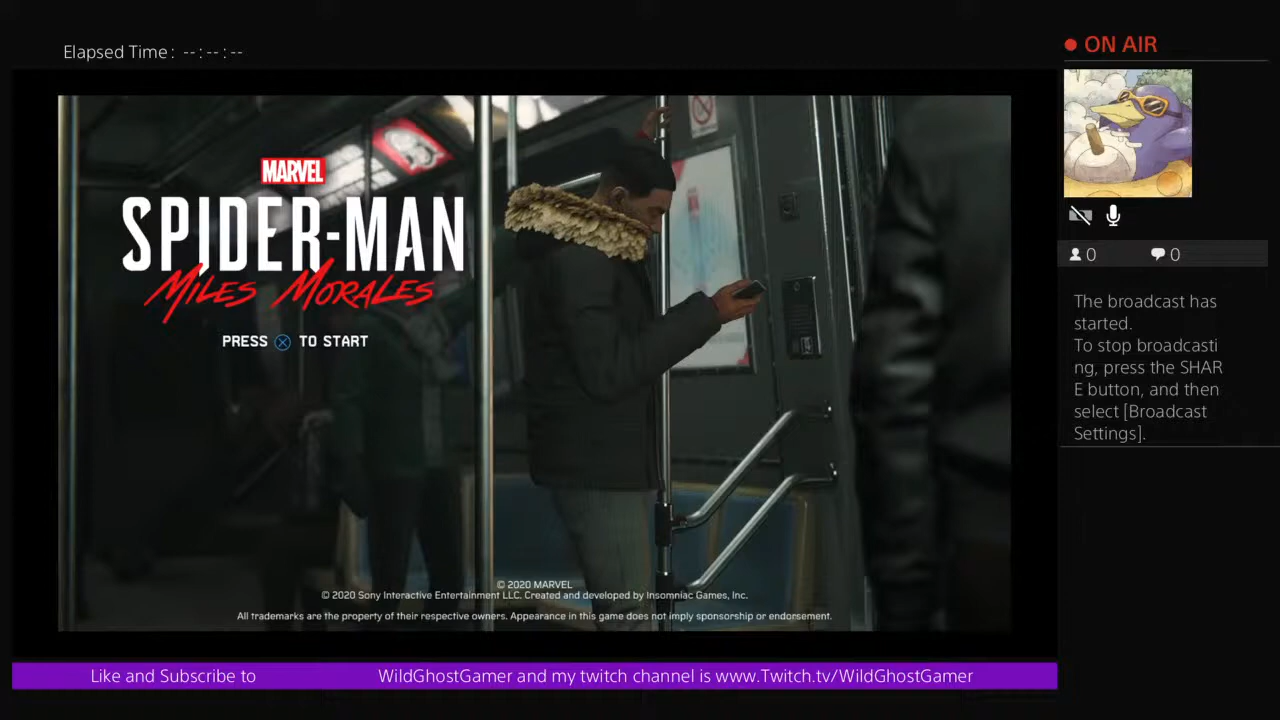 Elapsed Time: --:--:--
ON AIR
MARVEL
SPIDER-MAN
MILES MORALES
PRESS TO START
0 0
The broadcast has
started.
To stop broadcasti
ng, press the SHAR
E button, and then
select [Broadcast
Settings].
© 2020 MARVEL
© 2020 Sony Interactive Entertainment LLC. Created and developed by Insomniac Games, Inc.
All trademarks are the property of their respective owners. Appearance in this game does not imply sponsorship or endorsement.
Like and Subscribe to WildGhostGamer and my twitch channel is www.Twitch.tv/WildGhostGamer